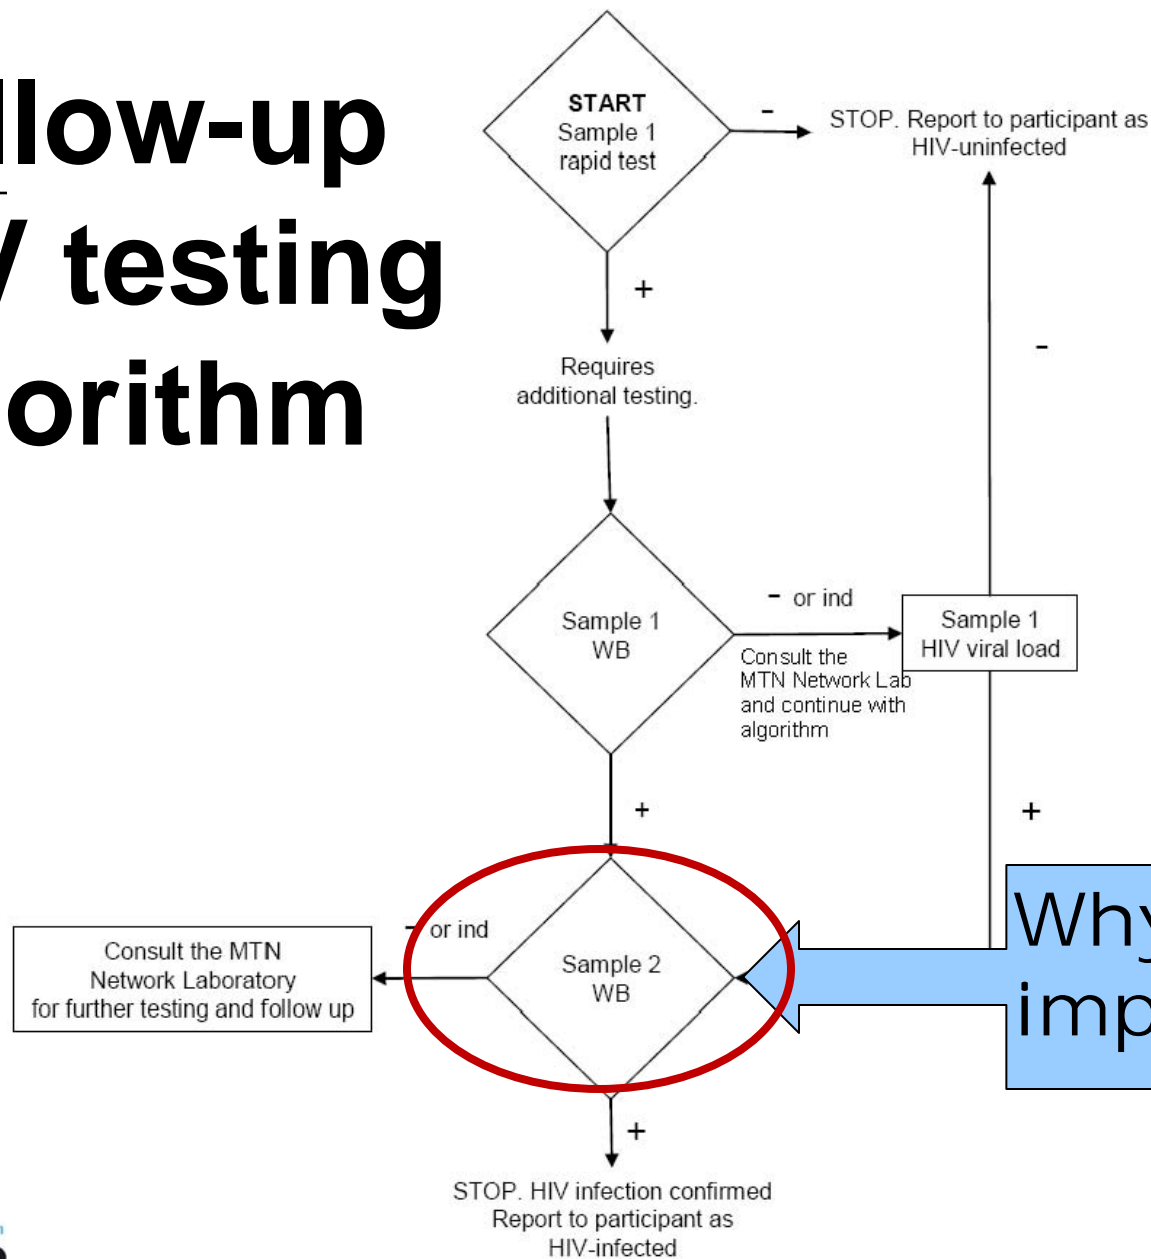 llow-up
V testing
orithm
START
Sample 1
rapid test
-
STOP. Report to participant as
HIV-uninfected
+
Requires
additional testing.
-
Sample 1
WB
- or ind
Consult the
MTN Network Lab
and continue with
algorithm
Sample 1
HIV viral load
+
+
Why
imp
Sample 2
WB
- or ind
Consult the MTN
Network Laboratory
for further testing and follow up
+
STOP. HIV infection confirmed
Report to participant as
HIV-infected